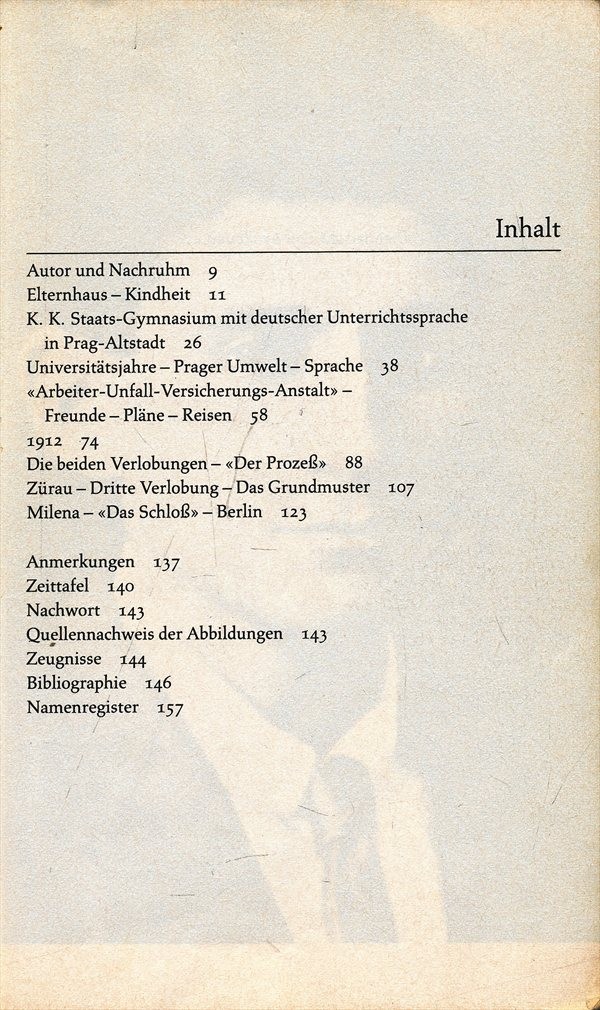 Inhalt
Autor und Nachruhm 9
Elternhaus – Kindheit 11
K. K. Staats-Gymnasium mit deutscher Unterrichtssprache
in Prag-Altstadt 26
Universitätsjahre – Prager Umwelt – Sprache 38
«Arbeiter-Unfall-Versicherungs-Anstalt» –
Freunde – Pläne – Reisen 58
1912 74
Die beiden Verlobungen – «Der Prozeß» 88
Zürau – Dritte Verlobung – Das Grundmuster 107
Milena – «Das Schloß» – Berlin 123
Anmerkungen 137
Zeittafel 140
Nachwort 143
Quellennachweis der Abbildungen 143
Zeugnisse 144
Bibliographie 146
Namenregister 157